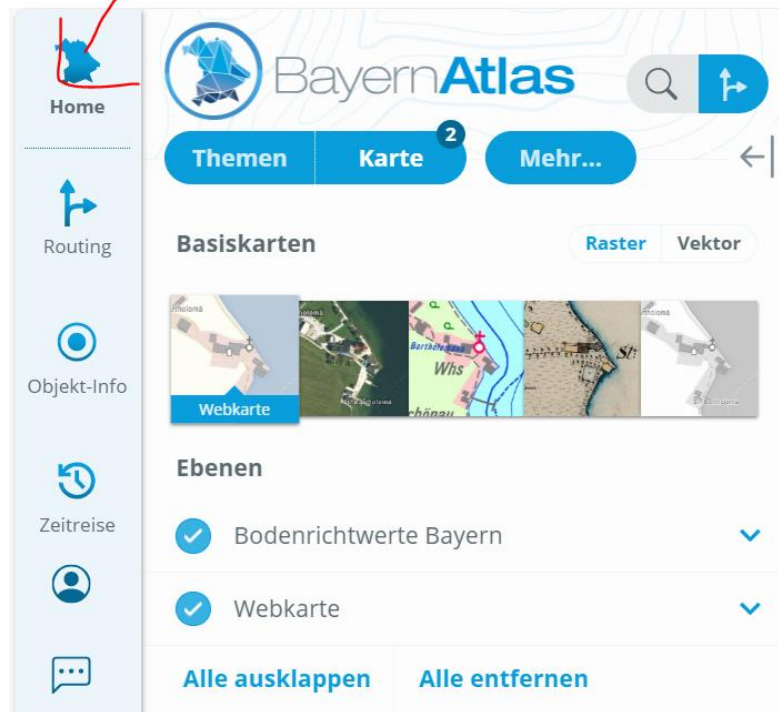 Home
Routing
Objekt-Info
Zeitreise
BayernAtlas
Themen
Karte
2
Mehr...
Basiskarten
Raster
Vektor
Webkarte
Whs
Ebenen
Bodenrichtwerte Bayern
Webkarte
Alle ausklappen
Alle entfernen